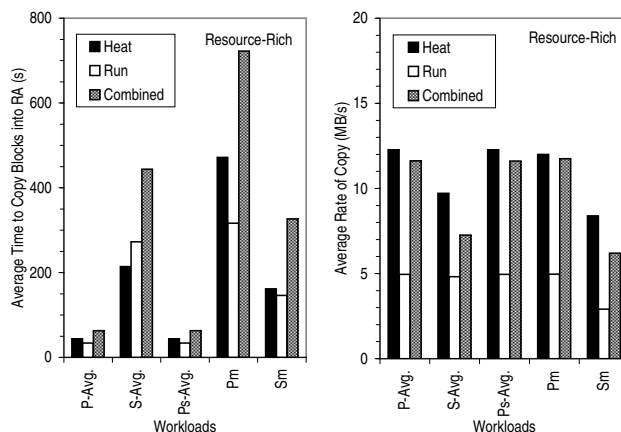 Average Time to Copy Blocks into RA (s)
800
600
400
200
0
Resource-Rich
Heat
Run
Combined
P-Avg.
S-Avg.
Ps-Avg.
Pm
Sm
Workloads
Average Rate of Copy (MB/s)
20
15
10
5
0
Resource-Rich
Heat
Run
Combined
P-Avg.
S-Avg.
Ps-Avg.
Pm
Sm
Workloads